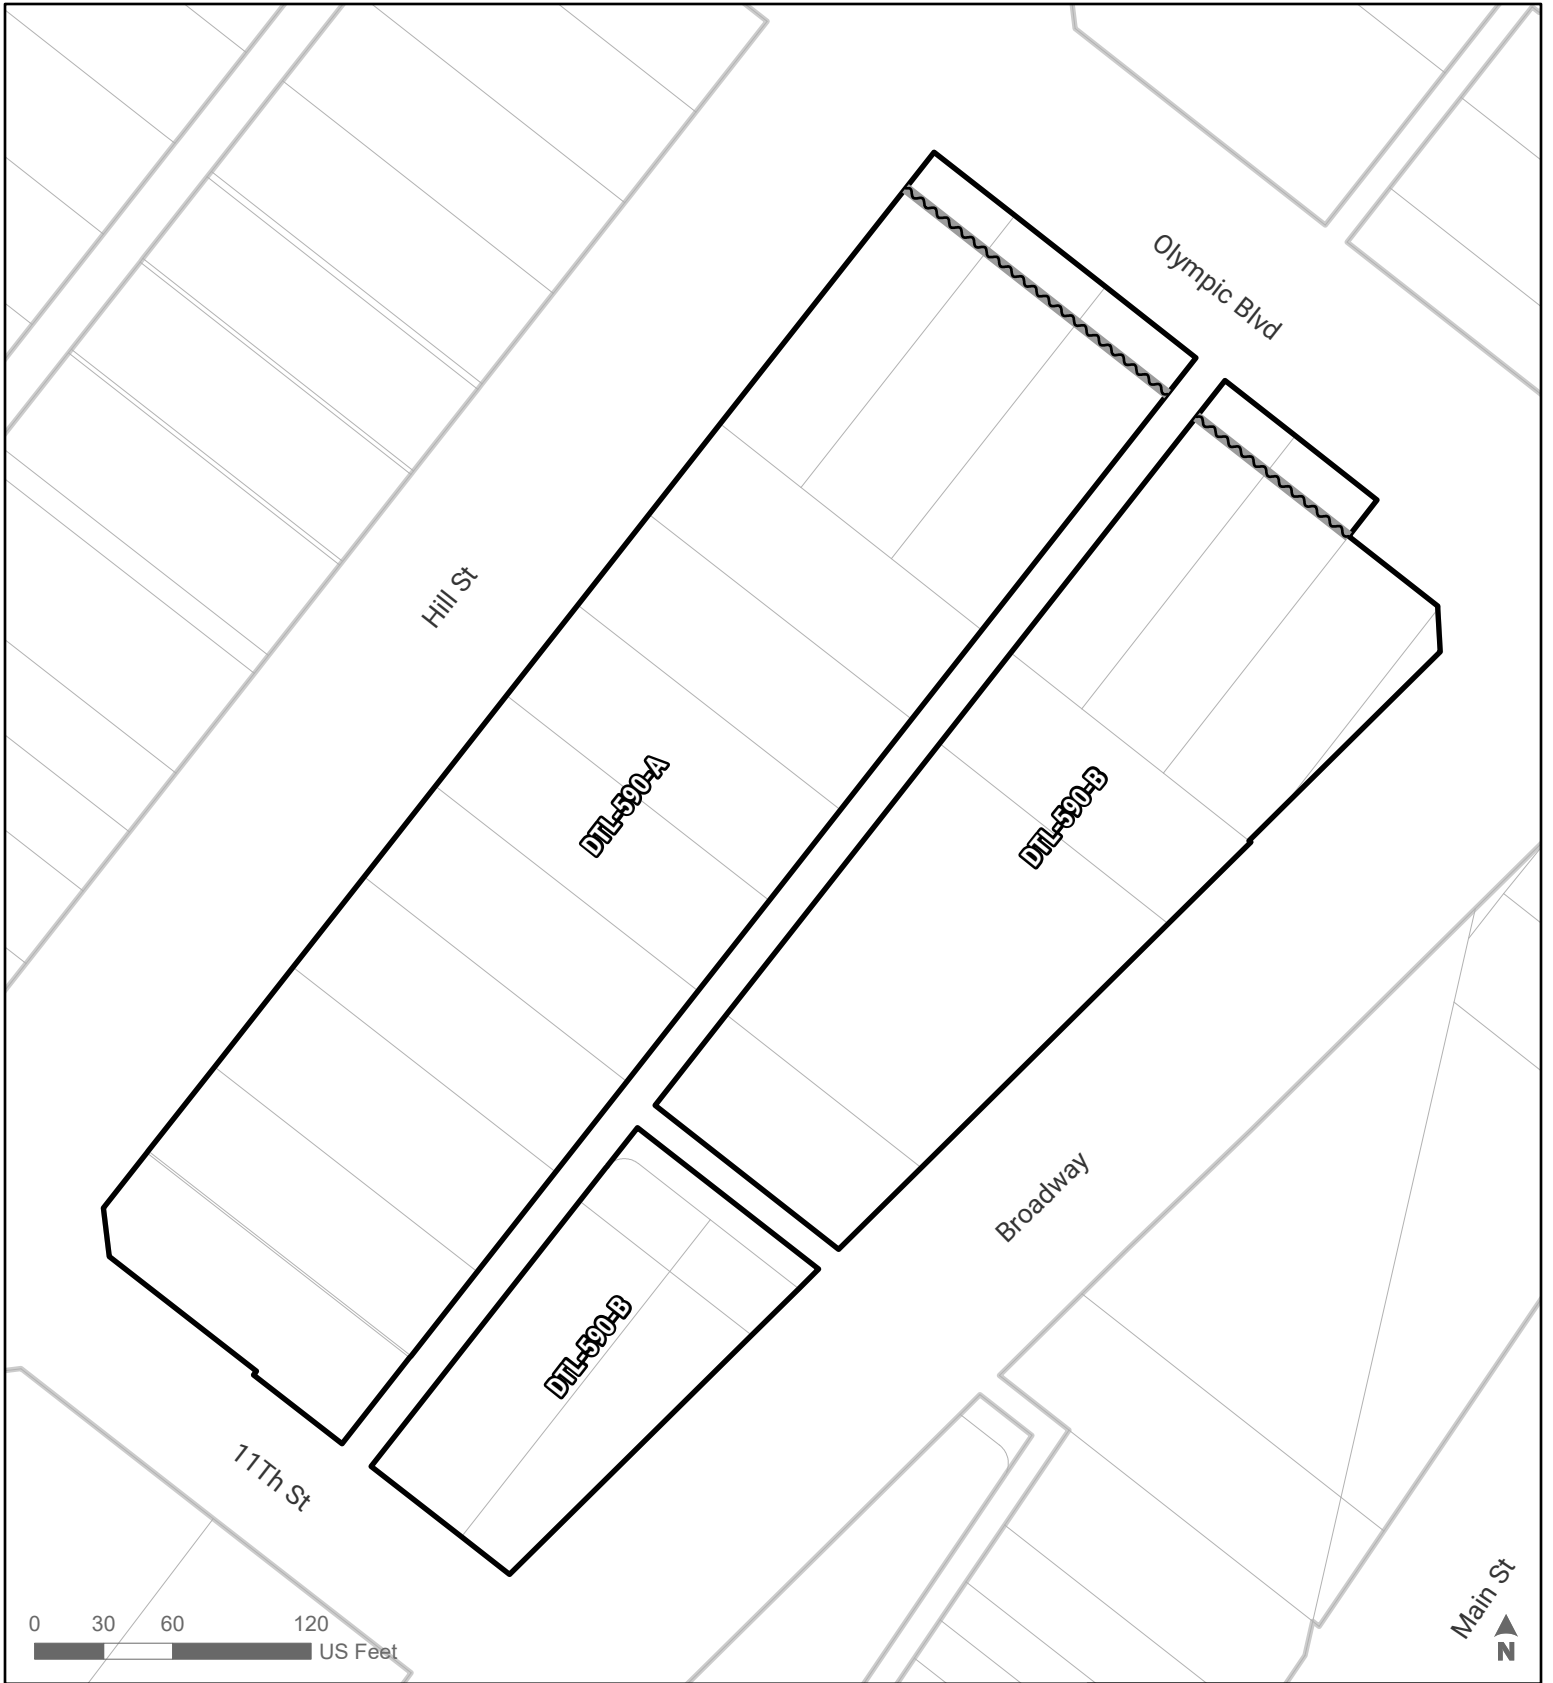 Olympic Blvd
Hill St
DTL-590-A
DTL-590-B
Broadway
DTL-590-B
11Th St
Main St
0 30 60 120
US Feet
N